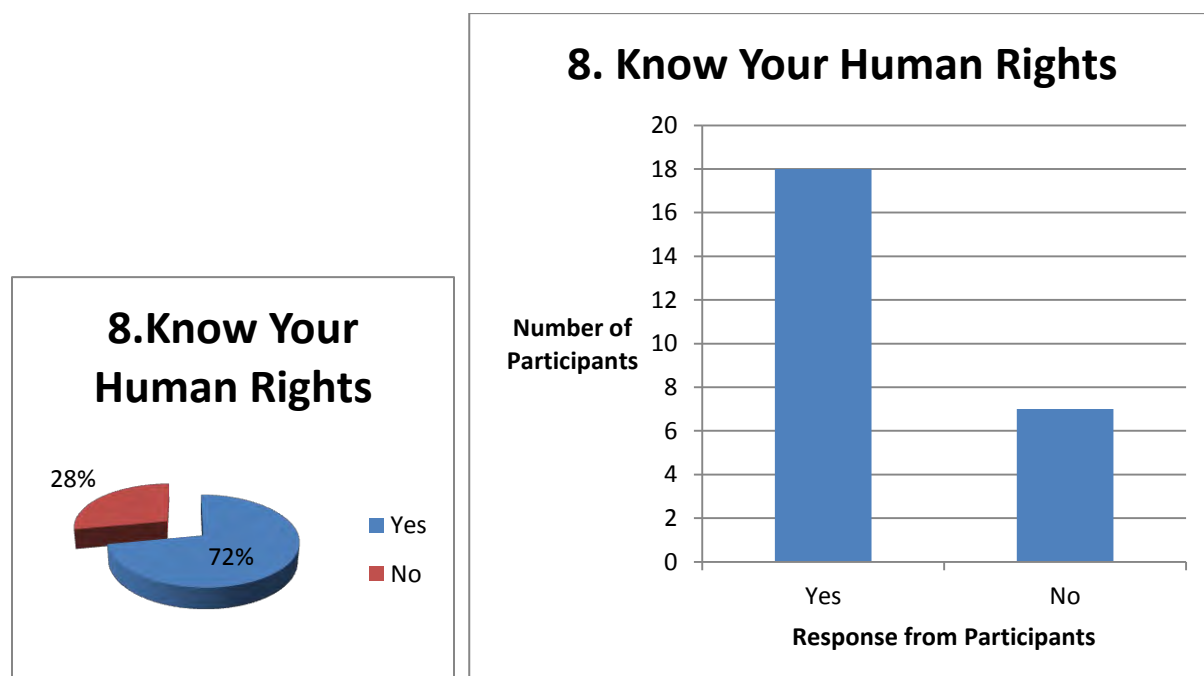 8.Know Your
Human Rights
28%
72%
Yes
No
8. Know Your Human Rights
Number of
Participants
20
18
16
14
12
10
8
6
4
2
0
Yes
No
Response from Participants